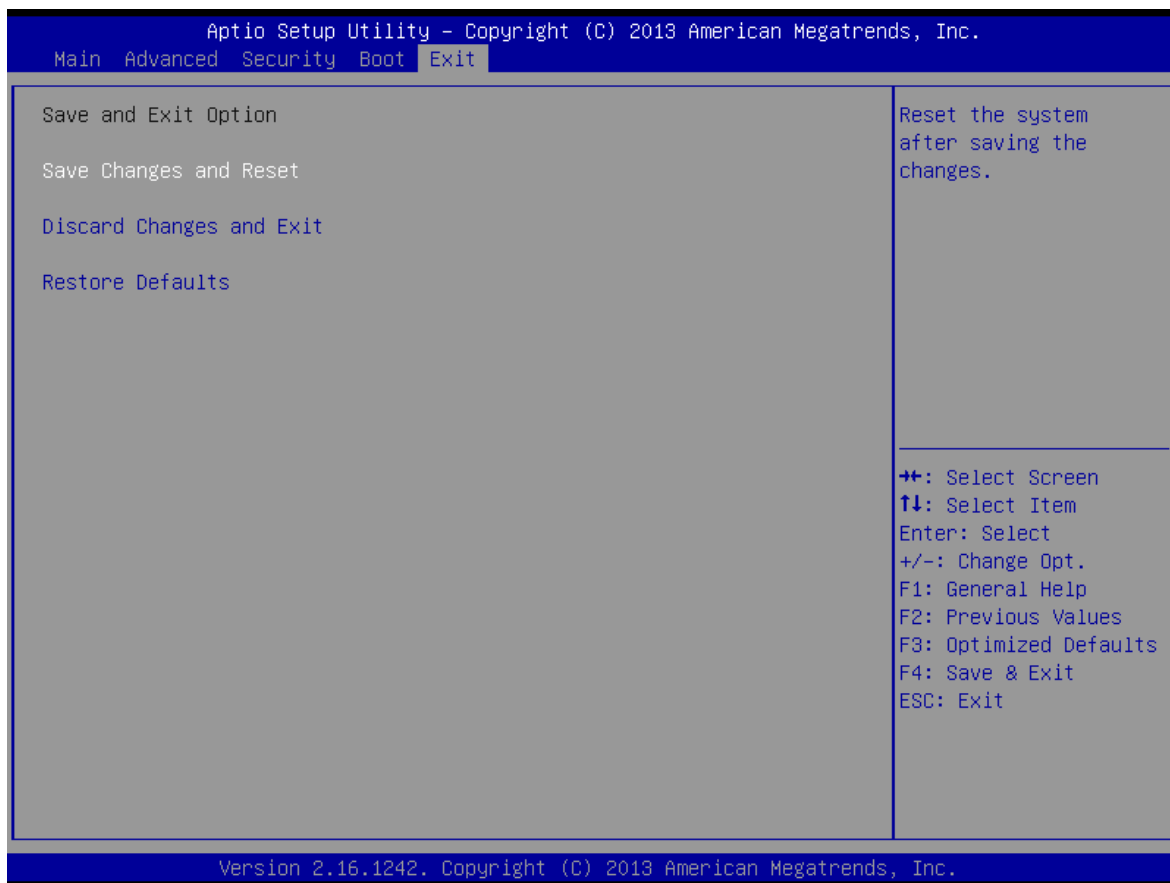 Aptio Setup Utility – Copyright (C) 2013 American Megatrends, Inc.
Main Advanced Security Boot Exit
Save and Exit Option
Save Changes and Reset
Discard Changes and Exit
Restore Defaults
Reset the system
after saving the
changes.
→←: Select Screen
↑↓: Select Item
Enter: Select
+/-: Change Opt.
F1: General Help
F2: Previous Values
F3: Optimized Defaults
F4: Save & Exit
ESC: Exit
Version 2.16.1242. Copyright (C) 2013 American Megatrends, Inc.